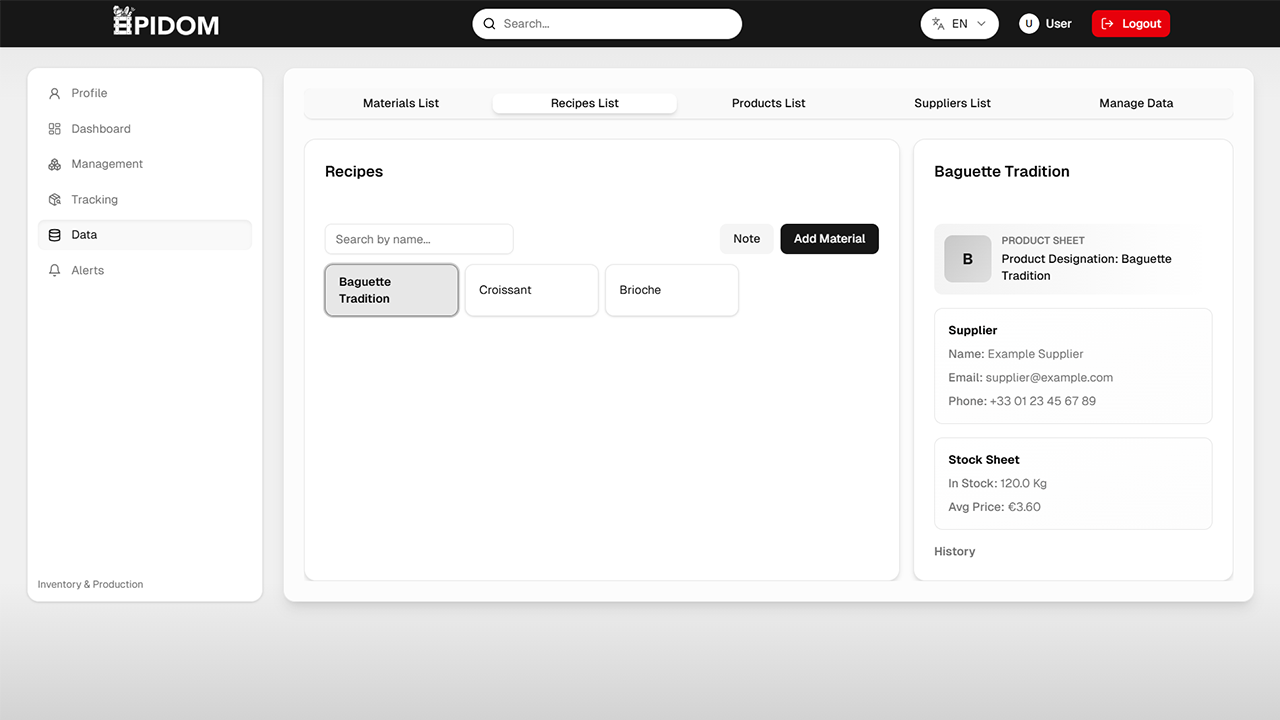 EPIDOM
Search...
EN
U
User
Logout
Profile
Dashboard
Management
Tracking
Data
Alerts
Inventory & Production
Materials List
Recipes List
Products List
Suppliers List
Manage Data
Recipes
Search by name...
Note
Add Material
Baguette
Tradition
Croissant
Brioche
Baguette Tradition
B
PRODUCT SHEET
Product Designation: Baguette
Tradition
Supplier
Name: Example Supplier
Email: supplier@example.com
Phone: +33 01 23 45 67 89
Stock Sheet
In Stock: 120.0 Kg
Avg Price: €3.60
History